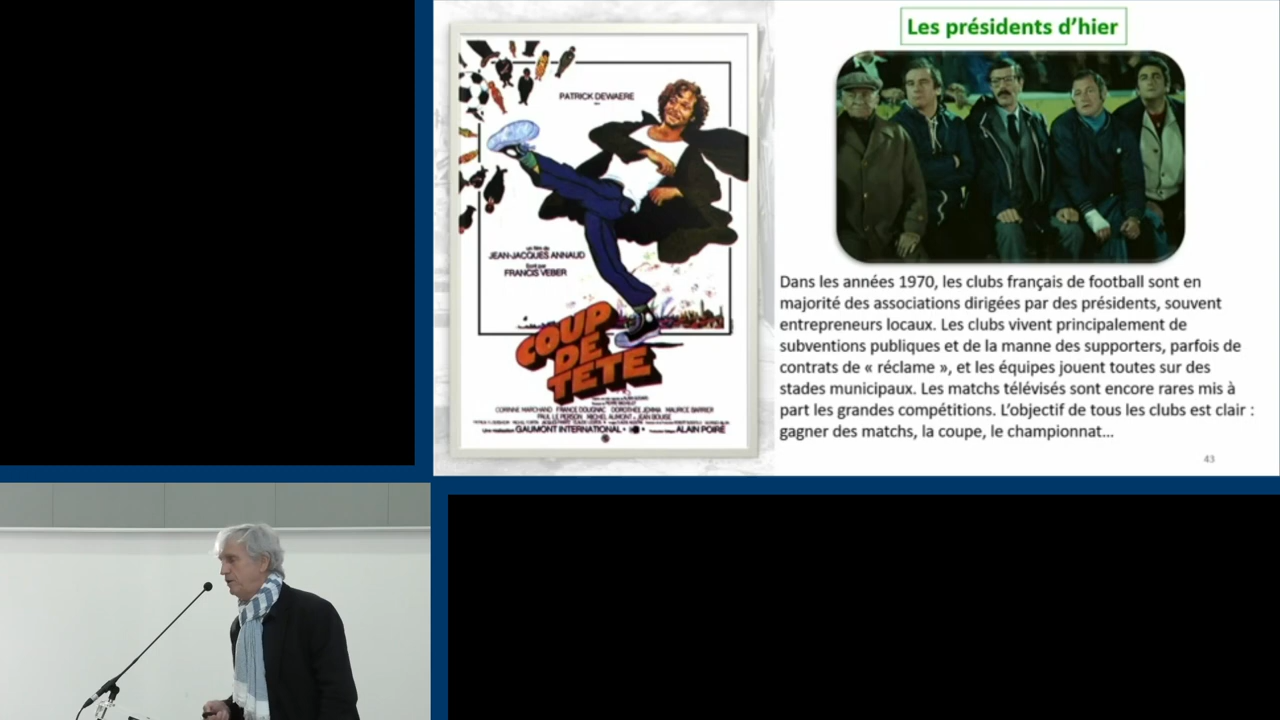 Les présidents d’hier
PATRICK DEWAERE
un film de
JEAN-JACQUES ANNAUD
Écrit par
FRANCIS VEBER
COUP
DE
TETE
CORINNE MARCHAND FRANCE DOUGNAC DOROTHEE JEMMA MAURICE BARRIER
PAUL LE PERSON MICHEL AUMONT JEAN BOUISE
Une réalisation GAUMONT INTERNATIONAL ALAIN POIRÉ
Dans les années 1970, les clubs français de football sont en
majorité des associations dirigées par des présidents, souvent
entrepreneurs locaux. Les clubs vivent principalement de
subventions publiques et de la manne des supporters, parfois de
contrats de « réclame », et les équipes jouent toutes sur des
stades municipaux. Les matchs télévisés sont encore rares mis à
part les grandes compétitions. L’objectif de tous les clubs est clair :
gagner des matchs, la coupe, le championnat…
43